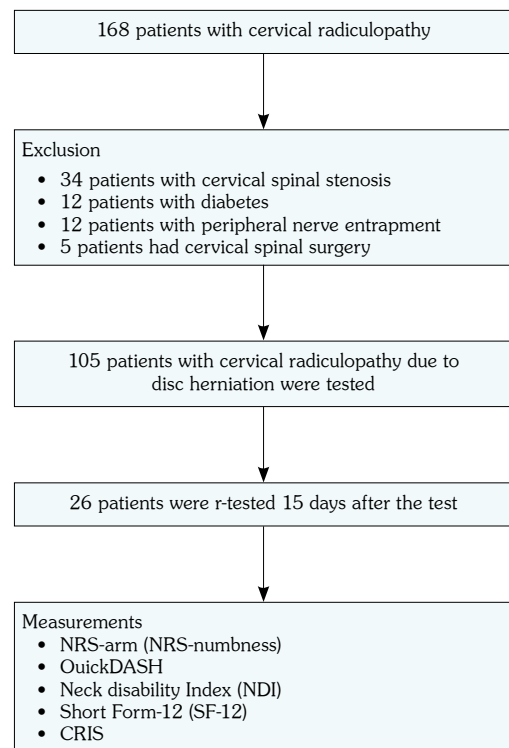 168 patients with cervical radiculopathy
Exclusion
• 34 patients with cervical spinal stenosis
• 12 patients with diabetes
• 12 patients with peripheral nerve entrapment
• 5 patients had cervical spinal surgery
105 patients with cervical radiculopathy due to
disc herniation were tested
26 patients were r-tested 15 days after the test
Measurements
• NRS-arm (NRS-numbness)
• OuickDASH
• Neck disability Index (NDI)
• Short Form-12 (SF-12)
• CRIS